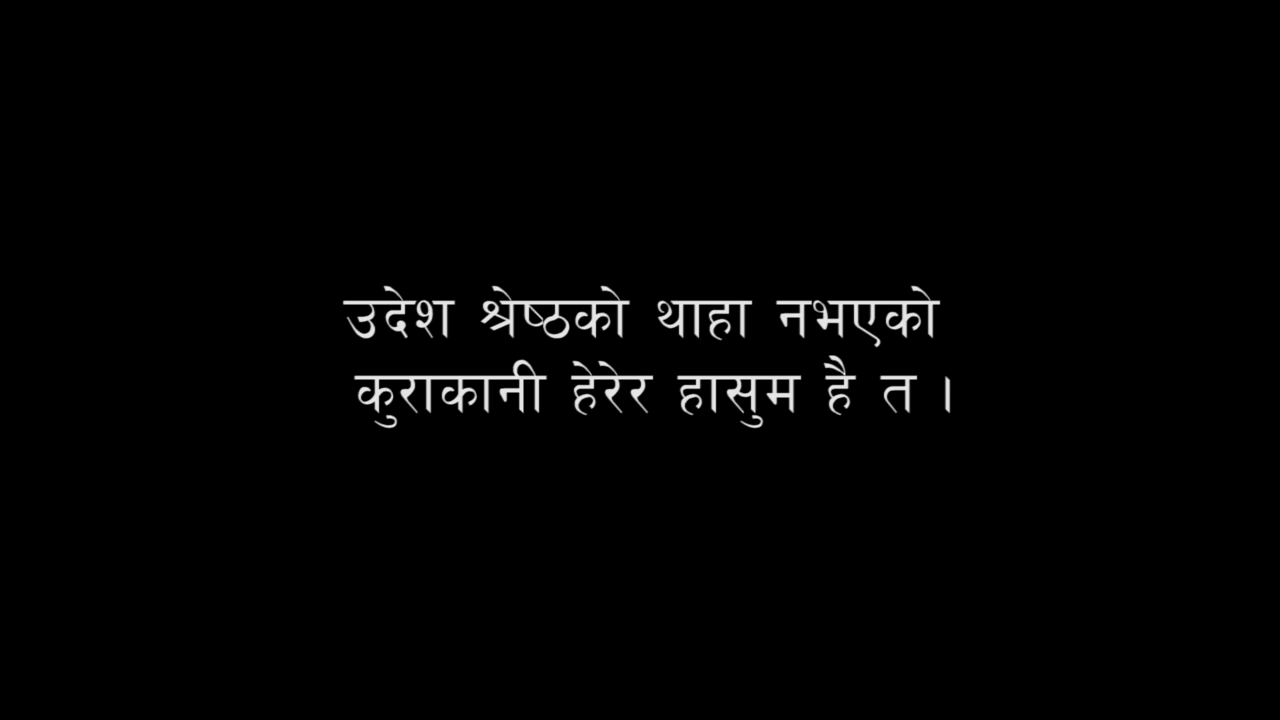 उदेश श्रेष्ठको थाहा नभएको
कुराकानी हेरेर हासुम है त ।